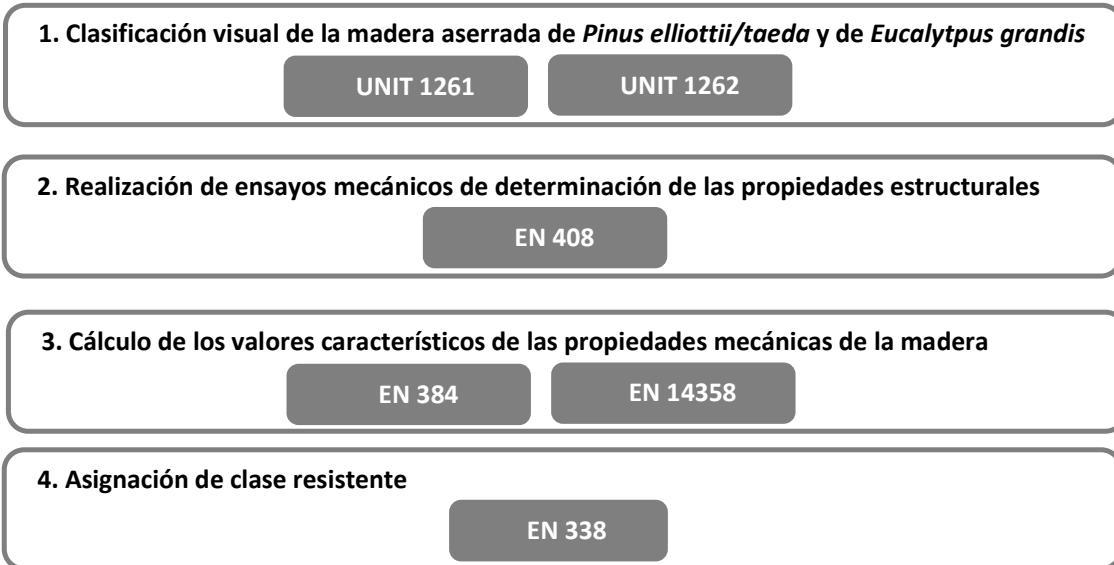 1. Clasificación visual de la madera aserrada de Pinus elliottii/taeda y de Eucalytpus grandis
UNIT 1261 UNIT 1262
2. Realización de ensayos mecánicos de determinación de las propiedades estructurales
EN 408
3. Cálculo de los valores característicos de las propiedades mecánicas de la madera
EN 384 EN 14358
4. Asignación de clase resistente
EN 338